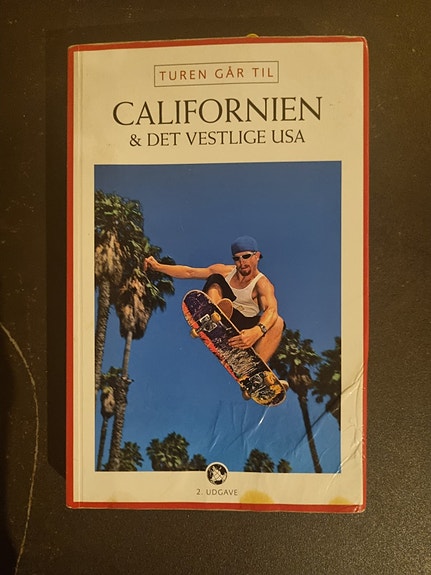 TUREN GÅR TIL
CALIFORNIEN
& DET VESTLIGE USA
2. UDGAVE